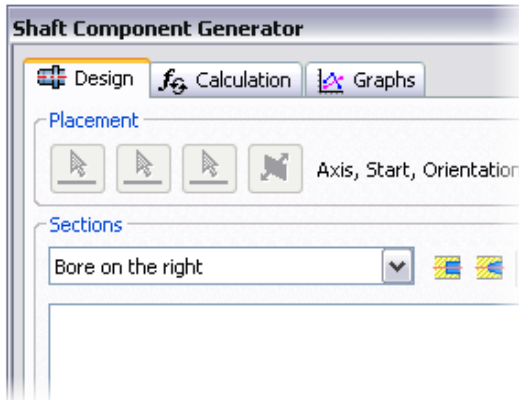 Shaft Component Generator
Design Calculation Graphs
Placement
Axis, Start, Orientation
Sections
Bore on the right